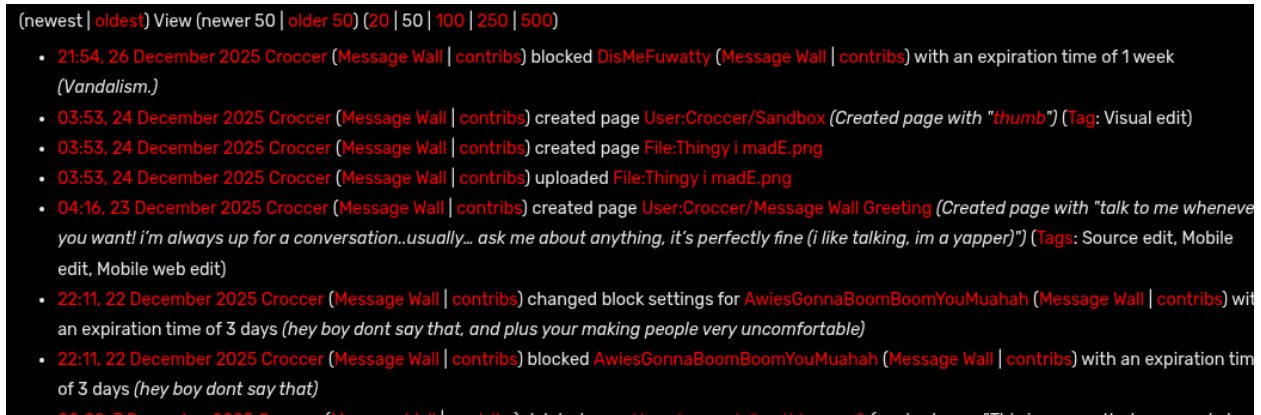 (newest | oldest) View (newer 50 | older 50) (20 | 50 | 100 | 250 | 500)
21:54, 26 December 2025 Croccer (Message Wall | contribs) blocked DisMeFuwatty (Message Wall | contribs) with an expiration time of 1 week
(Vandalism.)
03:53, 24 December 2025 Croccer (Message Wall | contribs) created page User:Croccer/Sandbox (Created page with "thumb") (Tag: Visual edit)
03:53, 24 December 2025 Croccer (Message Wall | contribs) created page File:Thingy i madE.png
03:53, 24 December 2025 Croccer (Message Wall | contribs) uploaded File:Thingy i madE.png
04:16, 23 December 2025 Croccer (Message Wall | contribs) created page User:Croccer/Message Wall Greeting (Created page with "talk to me wheneve
you want! i'm always up for a conversation..usually… ask me about anything, it's perfectly fine (i like talking, im a yapper)") (Tags: Source edit, Mobile
edit, Mobile web edit)
22:11, 22 December 2025 Croccer (Message Wall | contribs) changed block settings for AwiesGonnaBoomBoomYouMuahah (Message Wall | contribs) wit
an expiration time of 3 days (hey boy dont say that, and plus your making people very uncomfortable)
22:11, 22 December 2025 Croccer (Message Wall | contribs) blocked AwiesGonnaBoomBoomYouMuahah (Message Wall | contribs) with an expiration tim
of 3 days (hey boy dont say that)